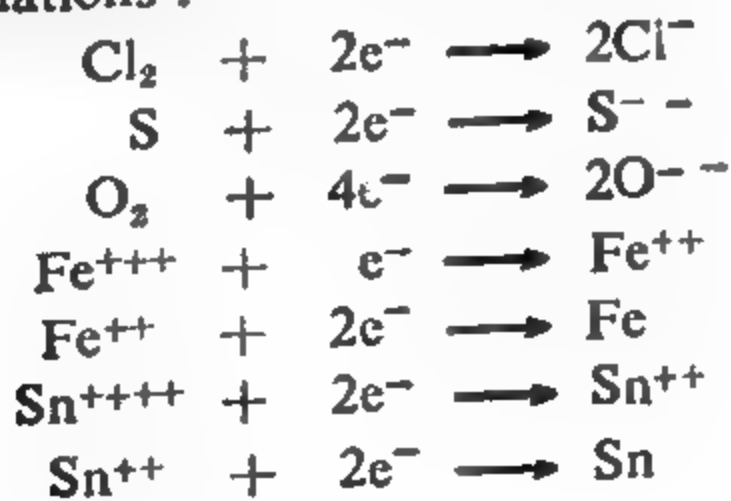 Cl₂ + 2e⁻ → 2Cl⁻
S + 2e⁻ → S⁻ ⁻
O₂ + 4e⁻ → 2O⁻ ⁻
Fe⁺⁺⁺ + e⁻ → Fe⁺⁺
Fe⁺⁺ + 2e⁻ → Fe
Sn⁺⁺⁺⁺ + 2e⁻ → Sn⁺⁺
Sn⁺⁺ + 2e⁻ → Sn